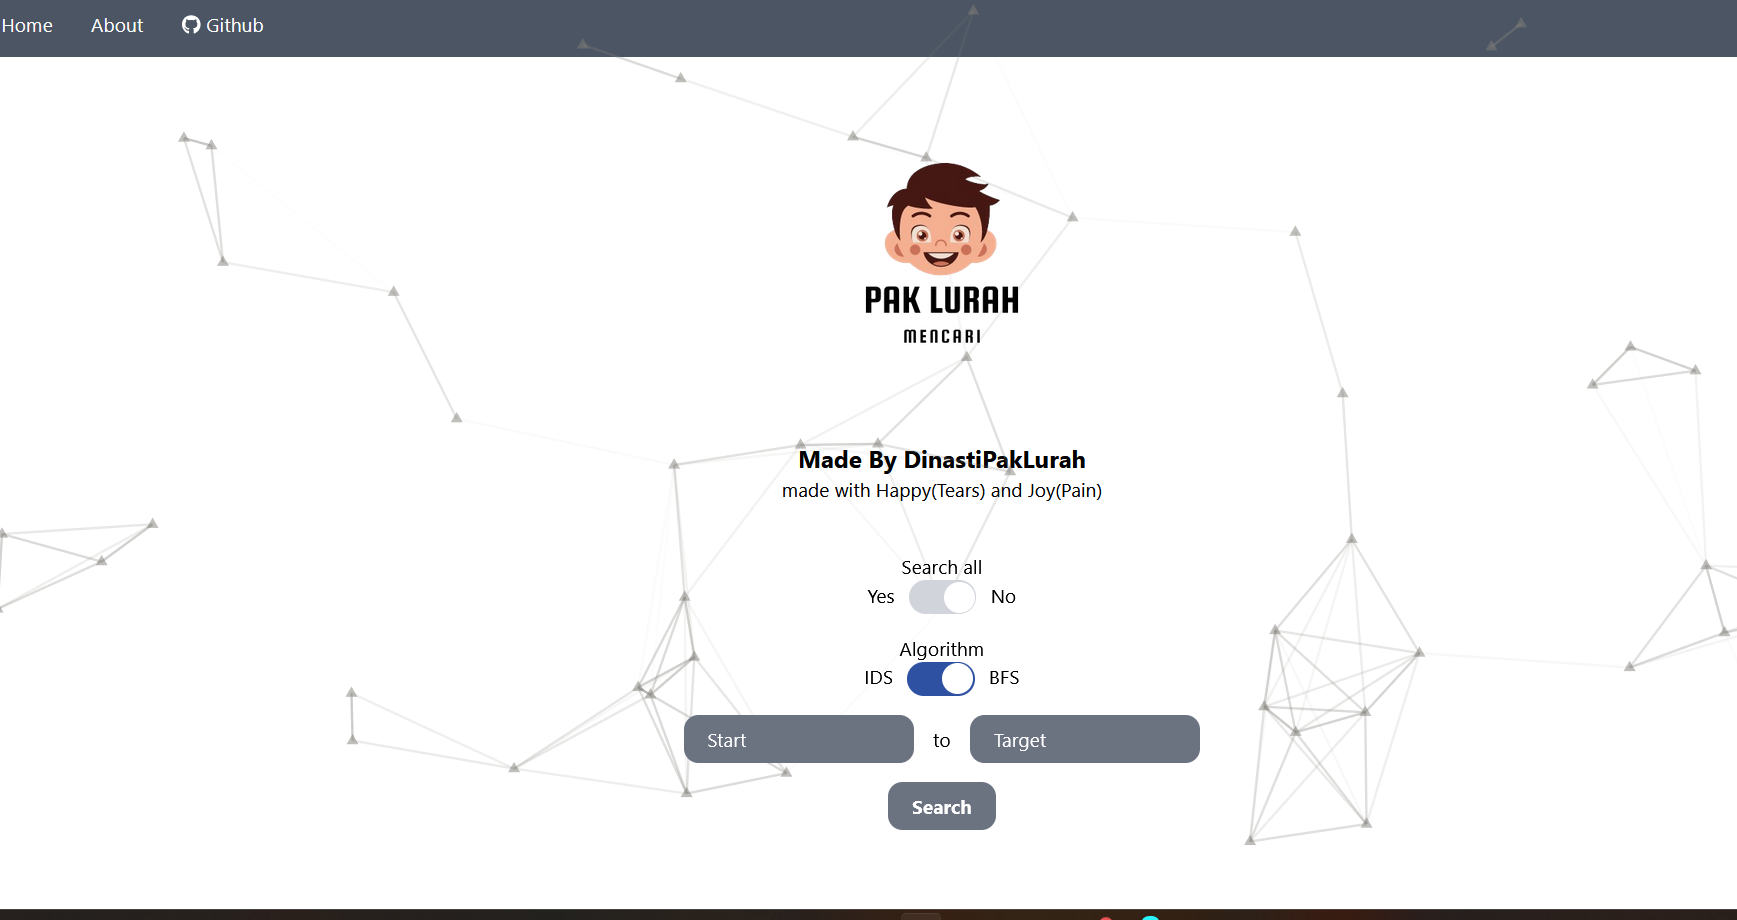 Home About Github
PAK LURAH
MENCARI
Made By DinastiPakLurah
made with Happy(Tears) and Joy(Pain)
Search all
Yes No
Algorithm
IDS BFS
Start to Target
Search